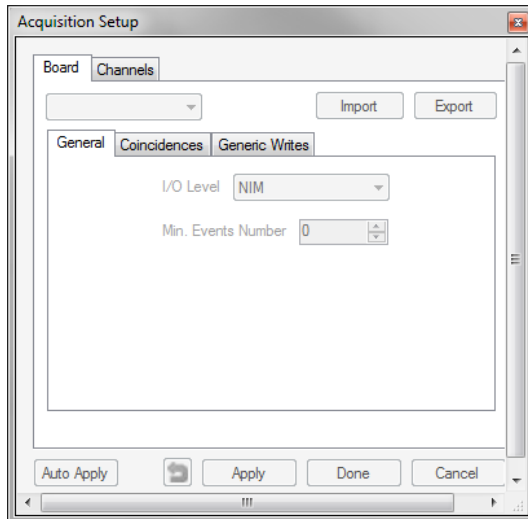 Acquisition Setup
Board Channels
Import Export
General Coincidences Generic Writes
I/O Level NIM
Min. Events Number 0
Auto Apply Apply Done Cancel